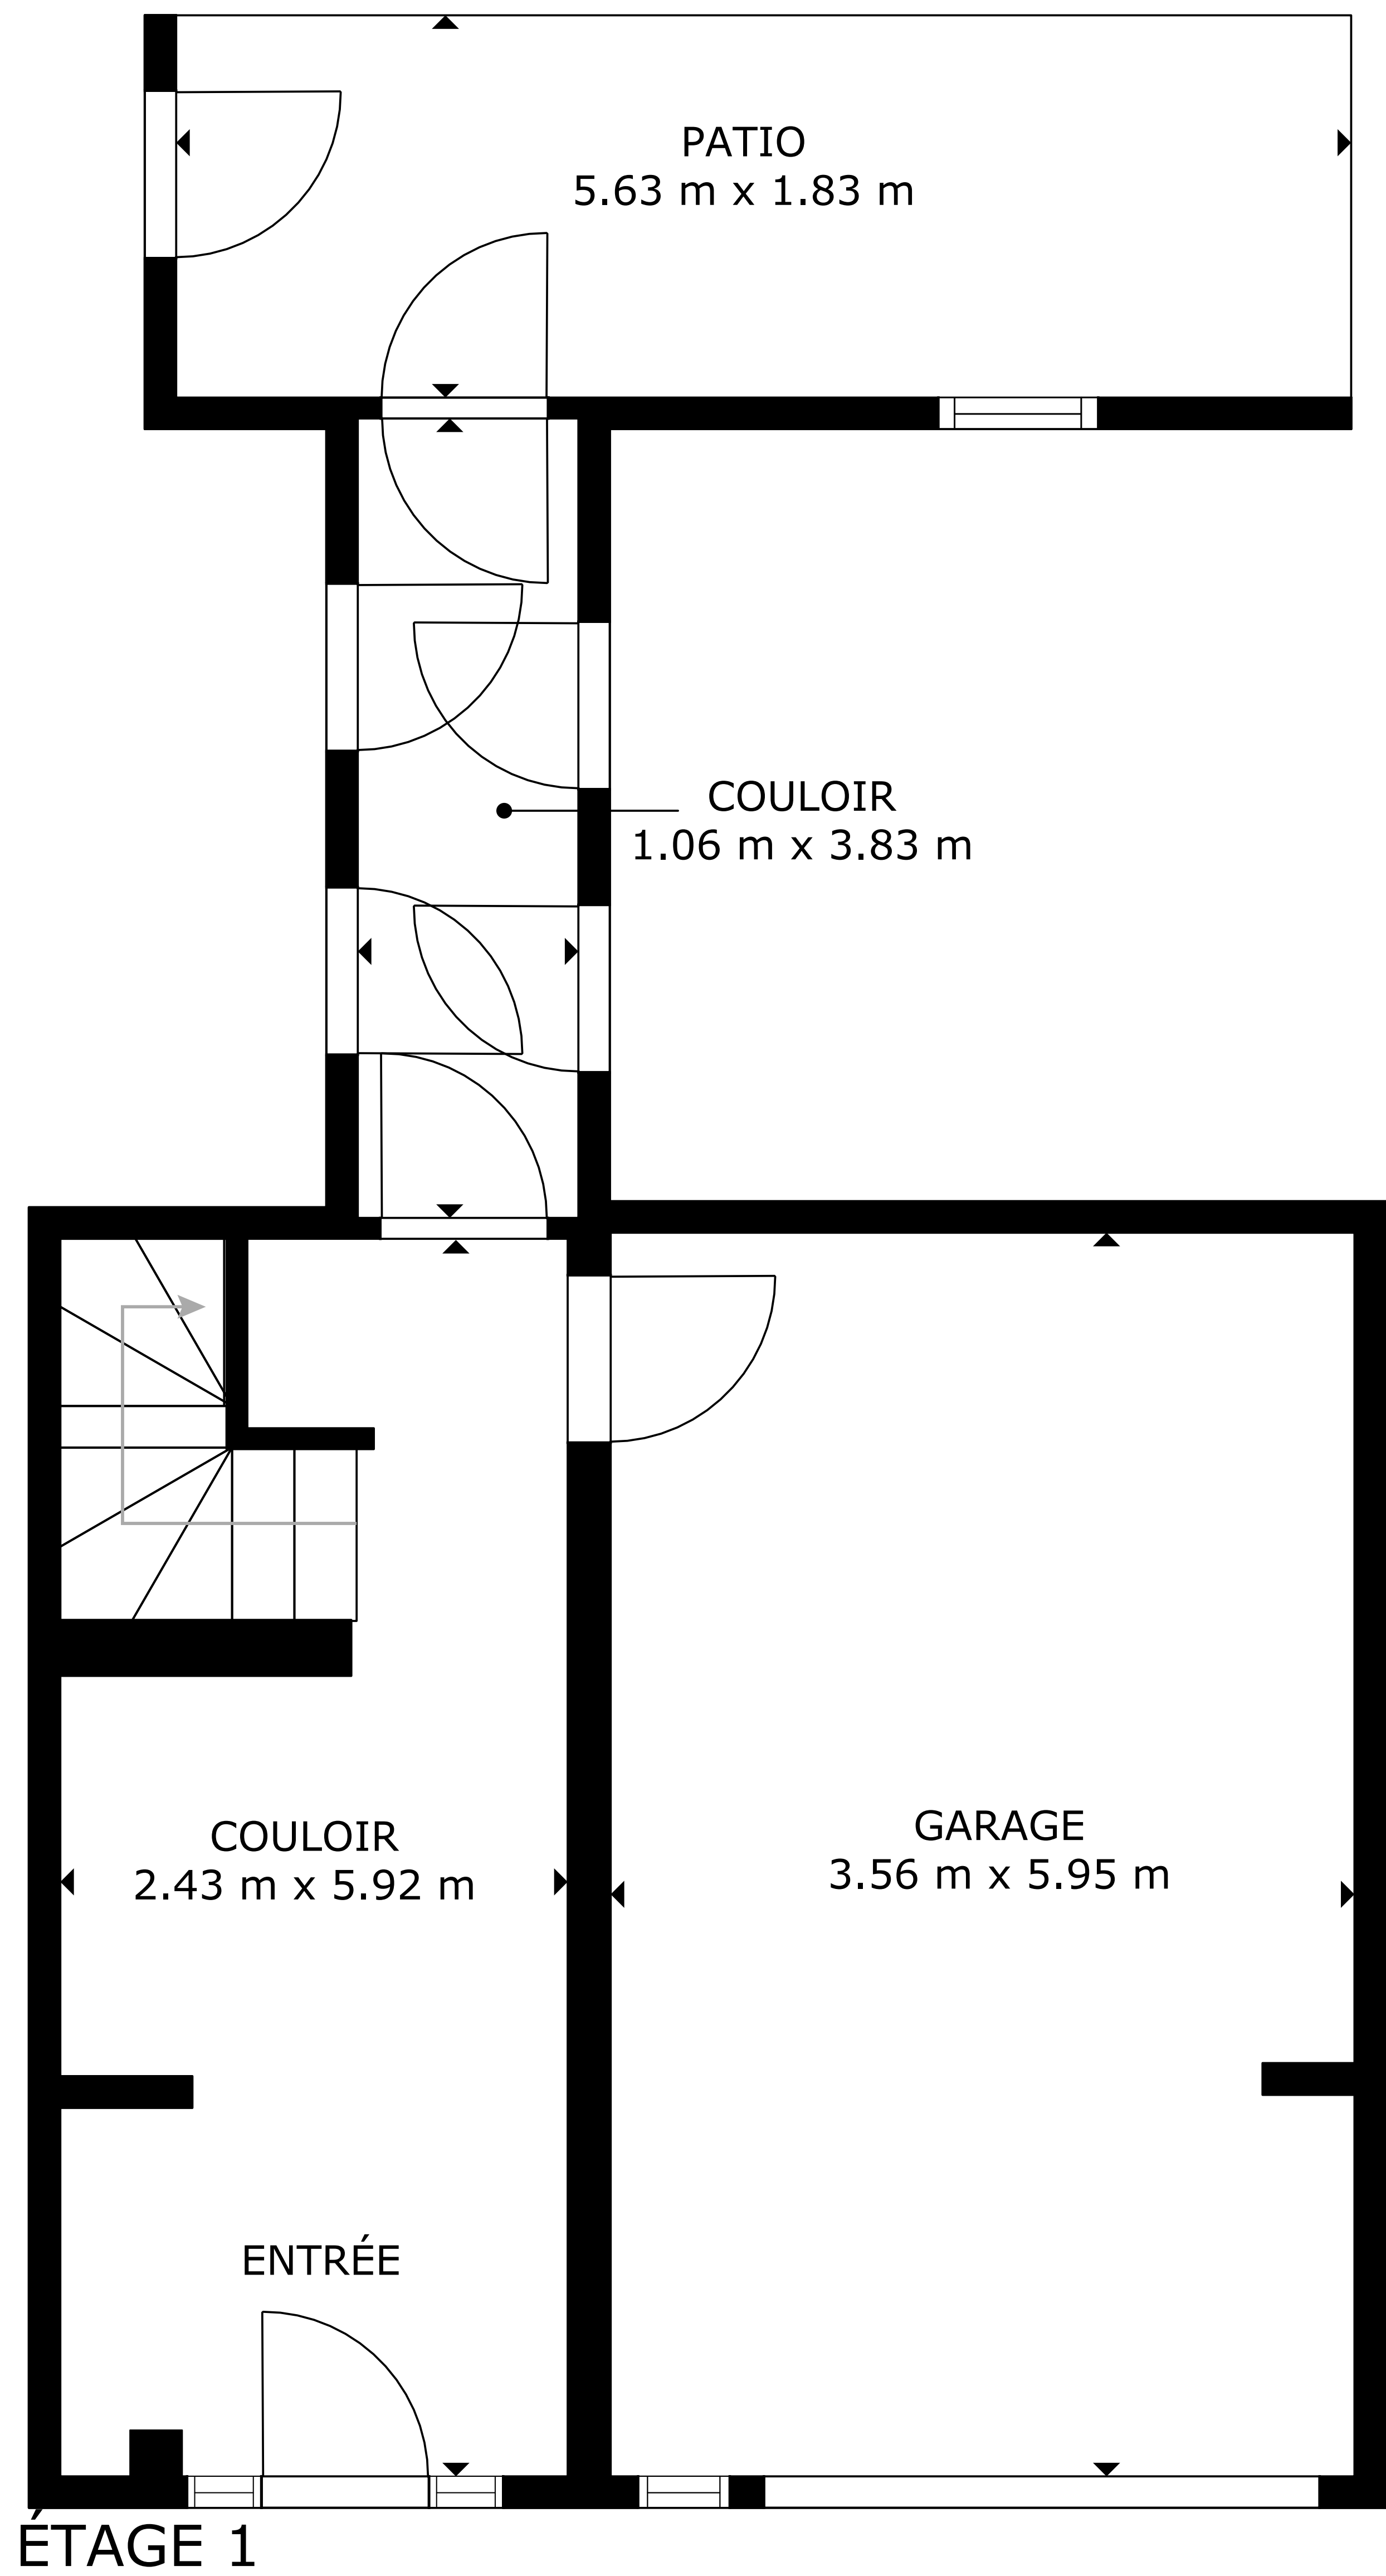 PATIO
5.63 m x 1.83 m
COULOIR
1.06 m x 3.83 m
COULOIR
2.43 m x 5.92 m
GARAGE
3.56 m x 5.95 m
ENTRÉE
ÉTAGE 1